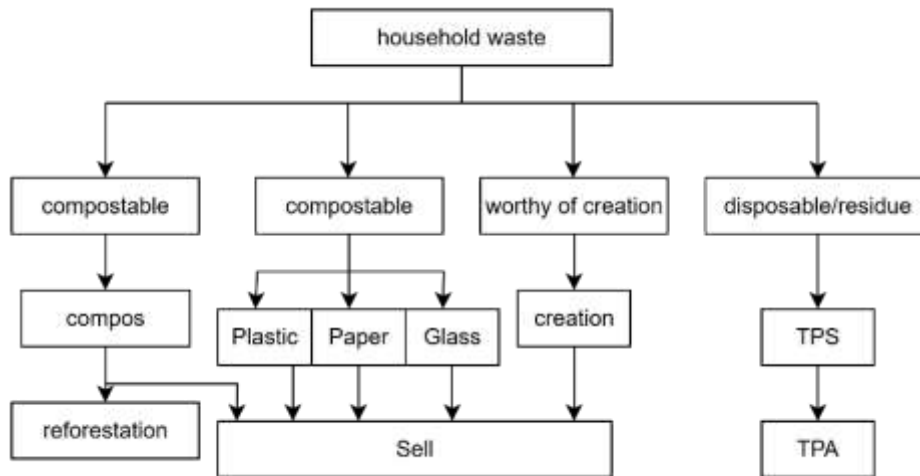 household waste
compostable
compostable
worthy of creation
disposable/residue
compos
Plastic
Paper
Glass
creation
TPS
reforestation
Sell
TPA